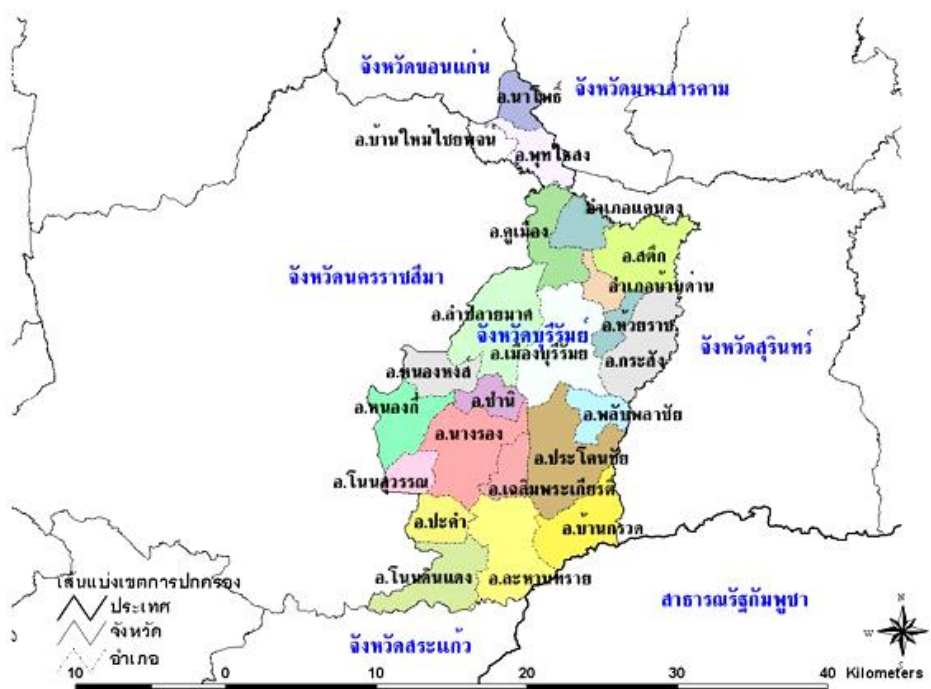 จังหวัดขอนแก่น
จังหวัดมหาสารคาม
อ.นาโพธิ์
อ.บ้านใหม่ไชยพจน์
อ.พุทไธสง
อำเภอแคนดง
อ.คูเมือง
อ.สตึก
จังหวัดนครราชสีมา
อำเภอบ้านด่าน
อ.ลำปลายมาศ
อ.ห้วยราช
จังหวัดบุรีรัมย์
จังหวัดสุรินทร์
อ.เมืองบุรีรัมย์
อ.กระสัง
อ.หนองหงส์
อ.ชำนิ
อ.หนองกี่
อ.พลับพลาชัย
อ.นางรอง
อ.ประโคนชัย
อ.โนนสุวรรณ
อ.เฉลิมพระเกียรติ
อ.ปะคำ
อ.บ้านกรวด
อ.โนนดินแดง
อ.ละหานทราย
เส้นแบ่งเขตการปกครอง
ประเทศ
จังหวัด
อำเภอ
สาธารณรัฐกัมพูชา
จังหวัดสระแก้ว
N
W E
S
10 0 10 20 30 40 Kilometers